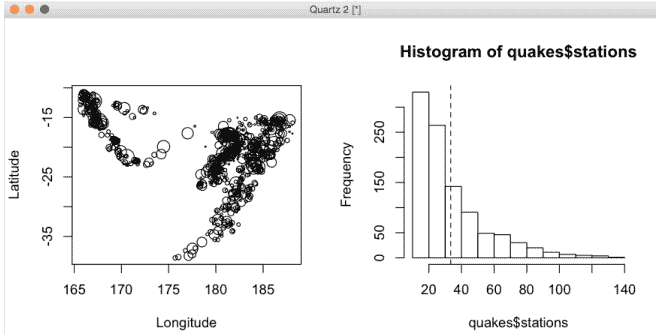 Quartz 2 [*]
Latitude
-15
-25
-35
165 170 175 180 185
Longitude
Histogram of quakes$stations
Frequency
250
150
50
0
20 40 60 80 100 140
quakes$stations